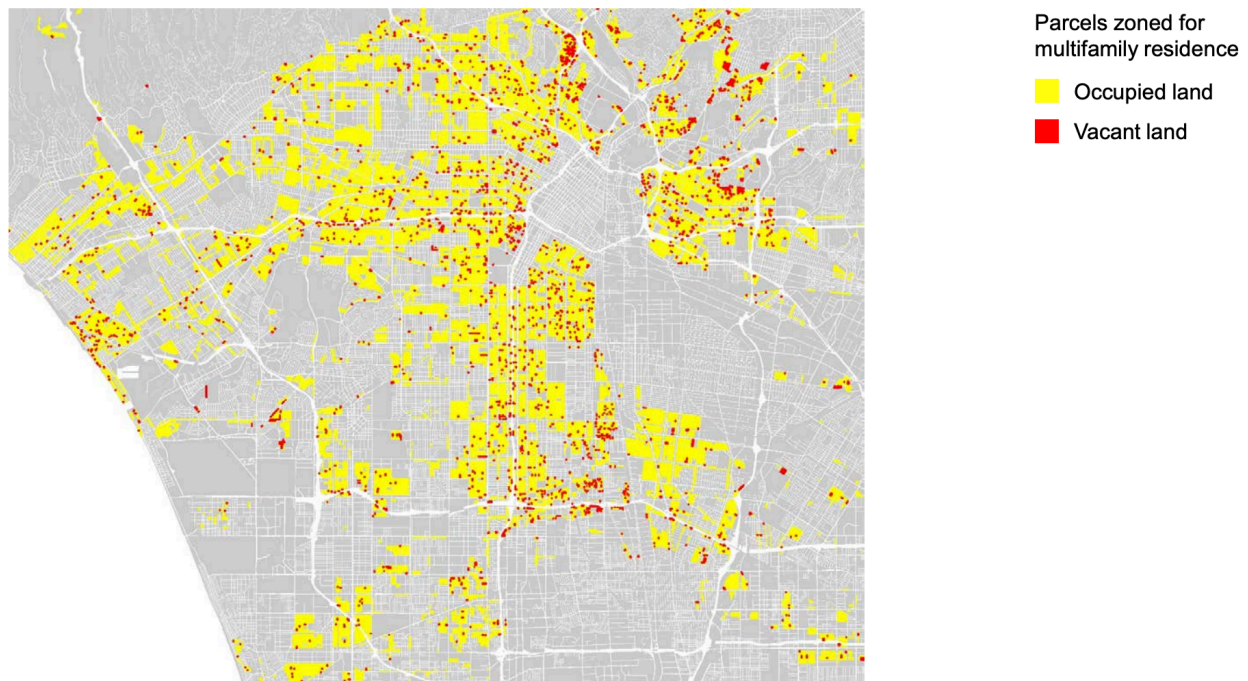 Parcels zoned for
multifamily residence
Occupied land
Vacant land